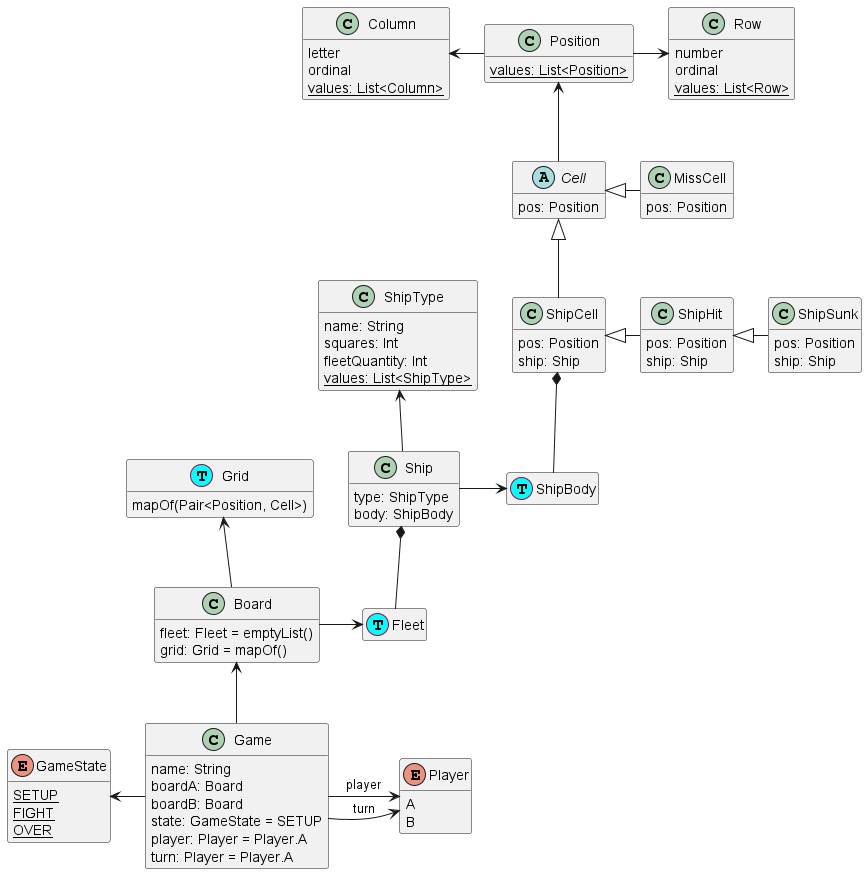 C Column
letter
ordinal
values: List<Column>
C Position
values: List<Position>
C Row
number
ordinal
values: List<Row>
A Cell
pos: Position
C MissCell
pos: Position
C ShipType
name: String
squares: Int
fleetQuantity: Int
values: List<ShipType>
C ShipCell
pos: Position
ship: Ship
C ShipHit
pos: Position
ship: Ship
C ShipSunk
pos: Position
ship: Ship
T Grid
mapOf(Pair<Position, Cell>)
C Ship
type: ShipType
body: ShipBody
T ShipBody
C Board
fleet: Fleet = emptyList()
grid: Grid = mapOf()
T Fleet
E GameState
SETUP
FIGHT
OVER
C Game
name: String
boardA: Board
boardB: Board
state: GameState = SETUP
player: Player = Player.A
turn: Player = Player.A
player
turn
E Player
A
B